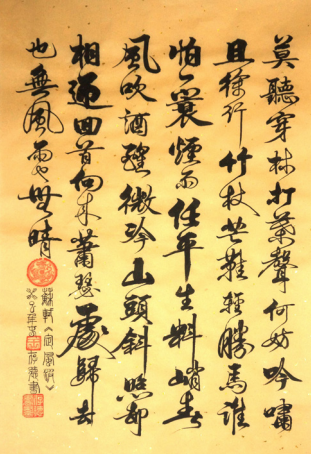 莫聽穿林打葉聲何妨吟嘯
且徐行竹杖芒鞋輕勝馬誰
怕一蓑煙雨任平生料峭春
風吹酒醒微冷山頭斜照卻
相迎回首向來蕭瑟處歸去
也無風雨也無晴
蘇軾《定風波》
書